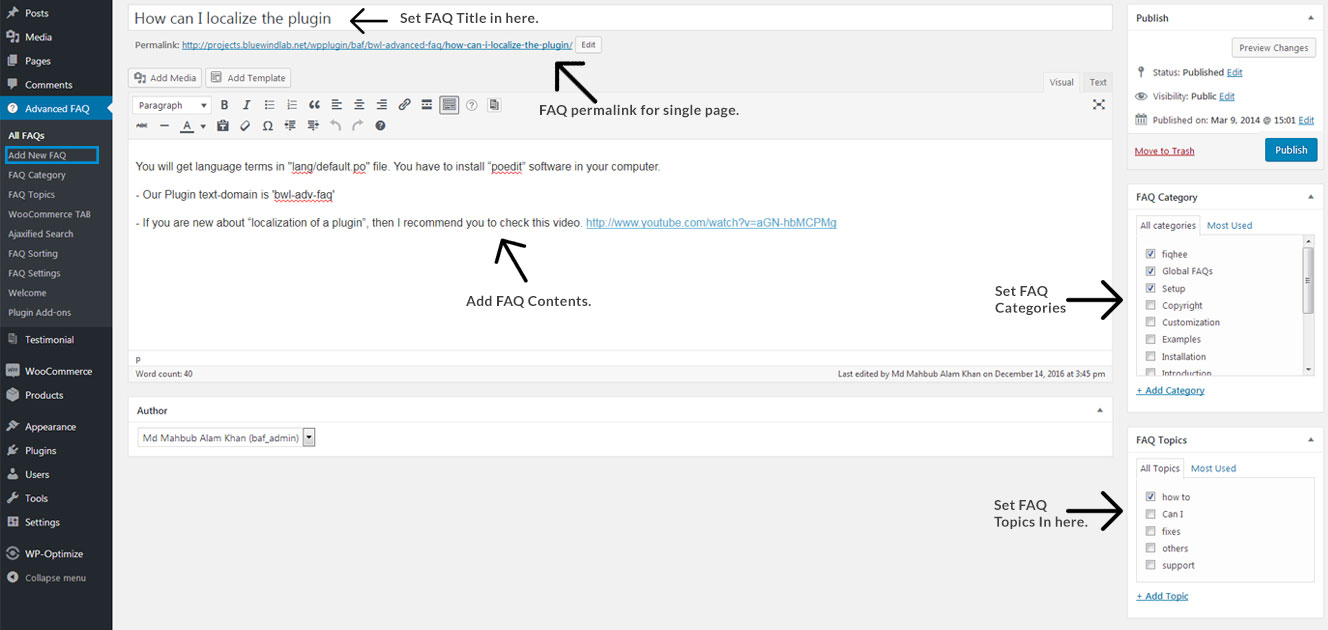 Posts
Media
Pages
Comments
Advanced FAQ
All FAQs
Add New FAQ
FAQ Category
FAQ Topics
WooCommerce TAB
Ajaxified Search
FAQ Sorting
FAQ Settings
Welcome
Plugin Add-ons
Testimonial
WooCommerce
Products
Appearance
Plugins
Users
Tools
Settings
WP-Optimize
Collapse menu
How can I localize the plugin
Set FAQ Title in here.
Permalink: http://projects.bluewindlab.net/wpplugin/baf/bwl-advanced-faq/how-can-i-localize-the-plugin/ Edit
Add Media Add Template
FAQ permalink for single page.
Visual Text
Paragraph B I
ABC A Ω
You will get language terms in "lang/default.po" file. You have to install “poedit” software in your computer.
- Our Plugin text-domain is 'bwl-adv-faq'
- If you are new about “localization of a plugin”, then I recommend you to check this video. http://www.youtube.com/watch?v=aGN-hbMCPMg
Add FAQ Contents.
p
Word count: 40 Last edited by Md Mahbub Alam Khan on December 14, 2016 at 3:45 pm
Author
Md Mahbub Alam Khan (baf_admin)
Publish
Preview Changes
Status: Published Edit
Visibility: Public Edit
Published on: Mar 9, 2014 @ 15:01 Edit
Move to Trash Publish
FAQ Category
All categories Most Used
fiqhee
Global FAQs
Setup
Copyright
Customization
Examples
Installation
Introduction
+ Add Category
Set FAQ
Categories
FAQ Topics
All Topics Most Used
how to
Can I
fixes
others
support
+ Add Topic
Set FAQ
Topics In here.